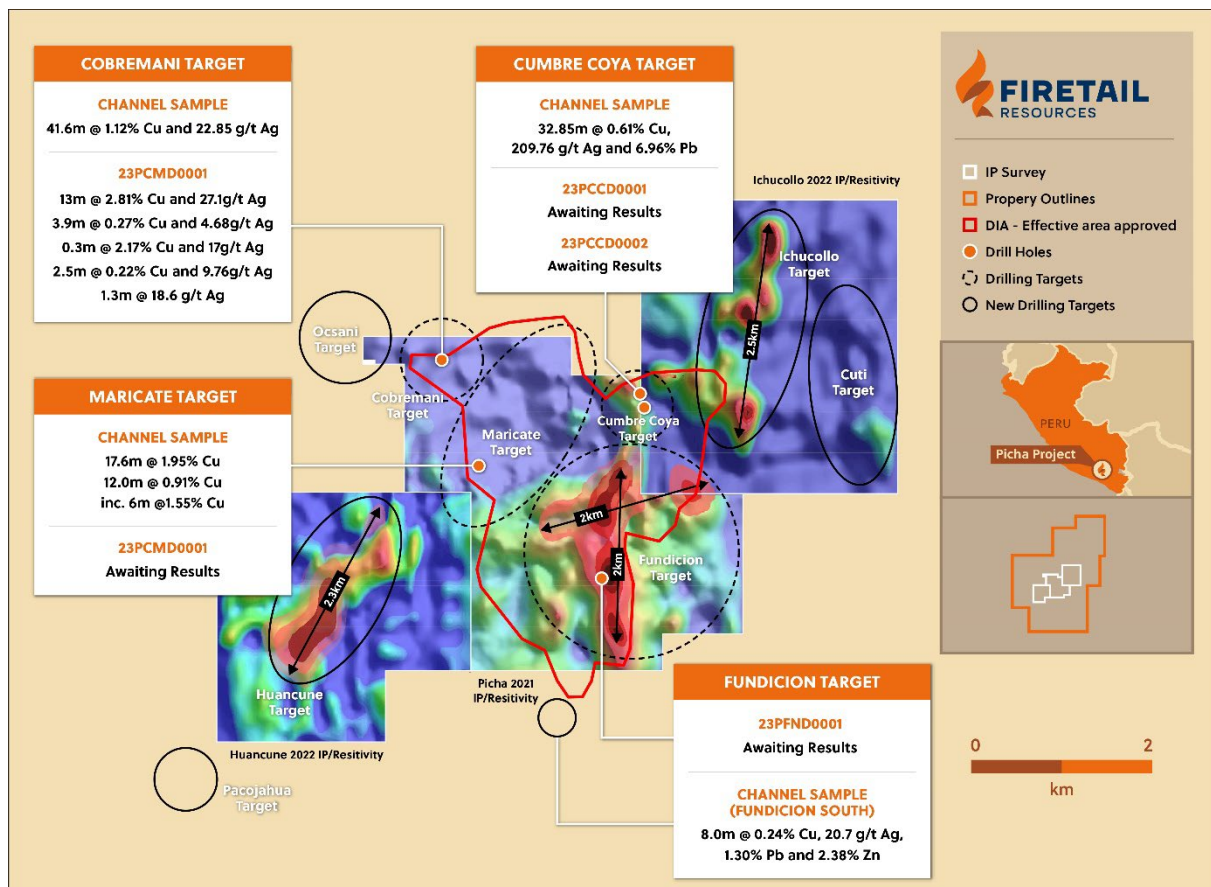 COBREMANI TARGET
CHANNEL SAMPLE
41.6m @ 1.12% Cu and 22.85 g/t Ag
23PCMD0001
13m @ 2.81% Cu and 27.1g/t Ag
3.9m @ 0.27% Cu and 4.68g/t Ag
0.3m @ 2.17% Cu and 17g/t Ag
2.5m @ 0.22% Cu and 9.76g/t Ag
1.3m @ 18.6 g/t Ag
CUMBRE COYA TARGET
CHANNEL SAMPLE
32.85m @ 0.61% Cu,
209.76 g/t Ag and 6.96% Pb
23PCCD0001
Awaiting Results
23PCCD0002
Awaiting Results
FIRETAIL
RESOURCES
IP Survey
Propery Outlines
DIA - Effective area approved
Drill Holes
Drilling Targets
New Drilling Targets
Ichucollo 2022 IP/Resitivity
Ichucollo
Target
2.5km
Cuti
Target
Ocsani
Target
Cobremani
Target
Maricate
Target
Cumbre Coya
Target
MARICATE TARGET
CHANNEL SAMPLE
17.6m @ 1.95% Cu
12.0m @ 0.91% Cu
inc. 6m @1.55% Cu
23PCMD0001
Awaiting Results
PERU
Picha Project
2km
2km
Fundicion
Target
2.3km
Huancune
Target
Picha 2021
IP/Resitivity
Huancune 2022 IP/Resitivity
Pacojahua
Target
FUNDICION TARGET
23PFND0001
Awaiting Results
CHANNEL SAMPLE
(FUNDICION SOUTH)
8.0m @ 0.24% Cu, 20.7 g/t Ag,
1.30% Pb and 2.38% Zn
0 2
km